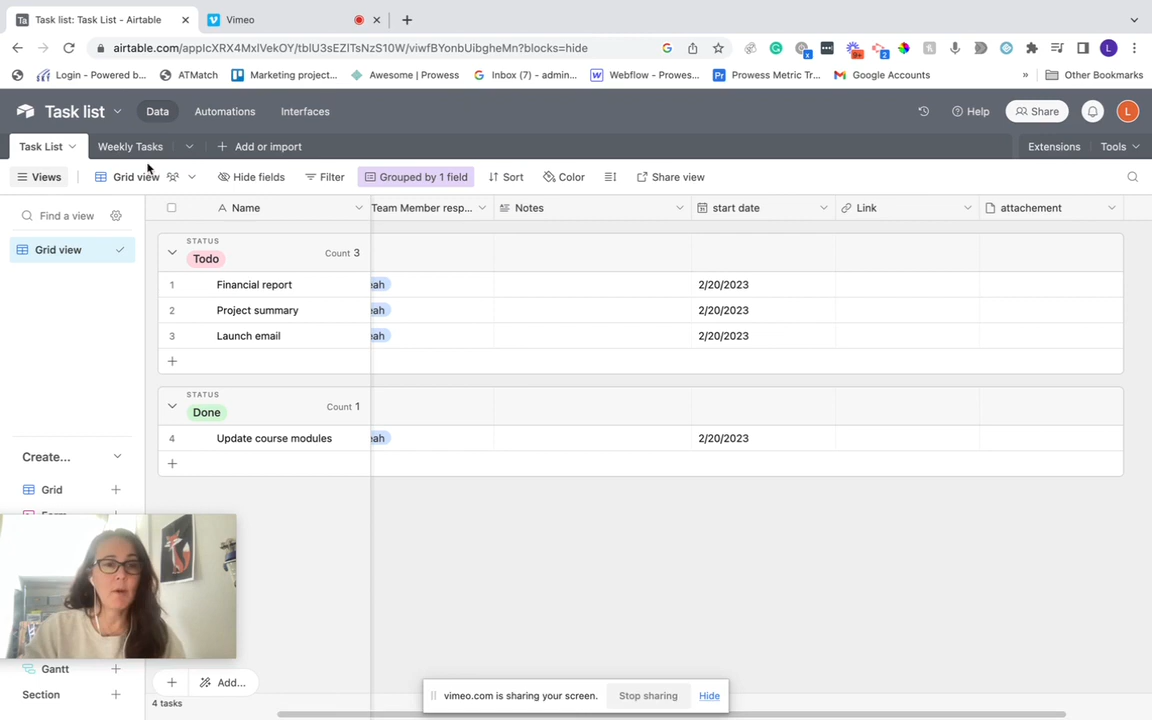 Task list: Task List - Airtable
Vimeo
airtable.com/appIcXRX4MxlVekOY/tblU3sEZlTsNzS10W/viwfBYonbUibgheMn?blocks=hide
Login - Powered b...
ATMatch
Marketing project...
Awesome | Prowess
Inbox (7) - admin...
Webflow - Prowes...
Prowess Metric Tr...
Google Accounts
»
Other Bookmarks
Task list
Data
Automations
Interfaces
Help
Share
L
Task List
Weekly Tasks
Add or import
Extensions
Tools
Views
Grid view
Hide fields
Filter
Grouped by 1 field
Sort
Color
Share view
Find a view
Name
Team Member resp...
Notes
start date
Link
attachement
Grid view
STATUS
Todo
Count 3
1 Financial report eah 2/20/2023
2 Project summary eah 2/20/2023
3 Launch email eah 2/20/2023
STATUS
Done
Count 1
4 Update course modules eah 2/20/2023
Create...
Grid
Gantt
Section
Add...
4 tasks
vimeo.com is sharing your screen.
Stop sharing
Hide